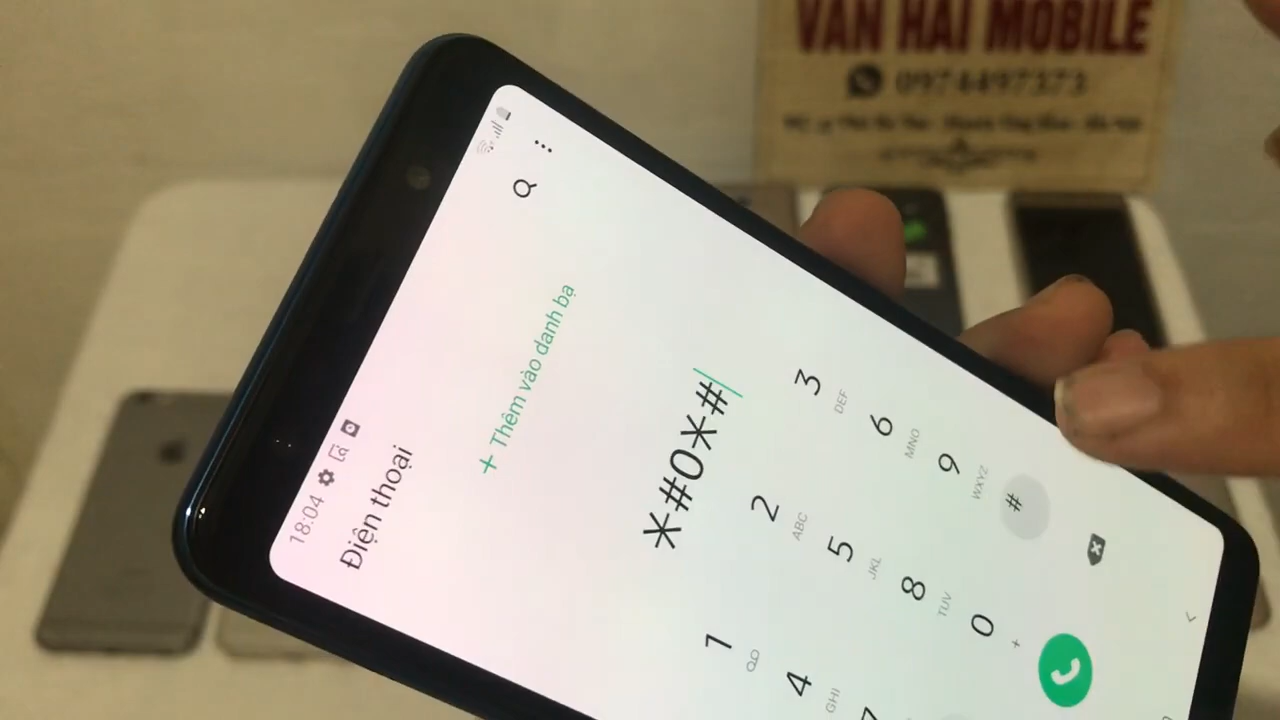 VAN HAI MOBILE
0974497373
18:04
Điện thoại
+ Thêm vào danh bạ
*#0*#
1
2 ABC
3 DEF
4 GHI
5 JKL
6 MNO
7
8 TUV
9 WXYZ
0 +
#